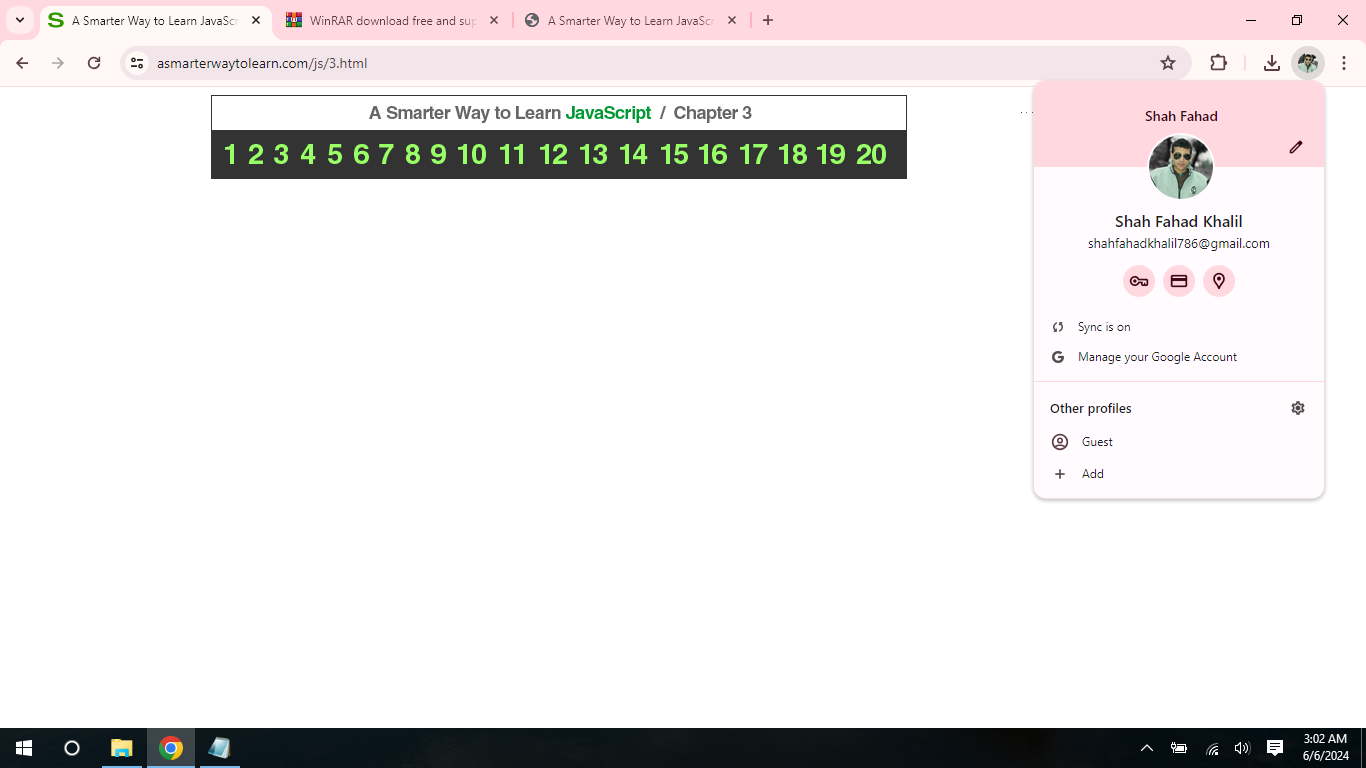 A Smarter Way to Learn JavaScr
WinRAR download free and sup
A Smarter Way to Learn JavaScr
asmarterwaytolearn.com/js/3.html
A Smarter Way to Learn JavaScript / Chapter 3
1 2 3 4 5 6 7 8 9 10 11 12 13 14 15 16 17 18 19 20
Shah Fahad
Shah Fahad Khalil
shahfahadkhalil786@gmail.com
Sync is on
Manage your Google Account
Other profiles
Guest
Add
3:02 AM
6/6/2024